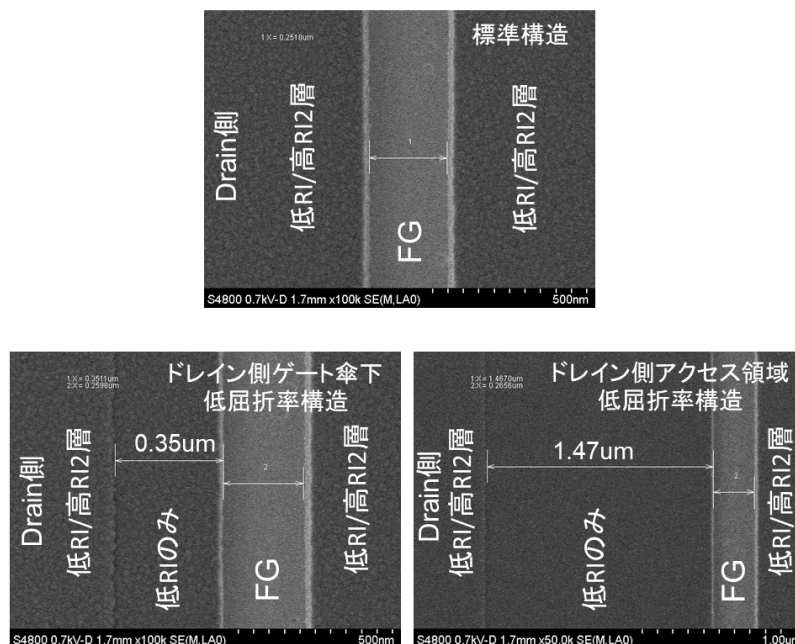 標準構造
1:X = 0.2518um
Drain側
低RI/高RI2層
1
FG
低RI/高RI2層
S4800 0.7kV-D 1.7mm x100k SE(M,LA0)
500nm
1:X = 0.3511um
2:X = 0.2598um
ドレイン側ゲート傘下
低屈折率構造
0.35um
Drain側
低RI/高RI2層
低RIのみ
2
FG
低RI/高RI2層
S4800 0.7kV-D 1.7mm x100k SE(M,LA0)
500nm
1:X = 1.4670um
2:X = 0.2656um
ドレイン側アクセス領域
低屈折率構造
1.47um
Drain側
低RI/高RI2層
低RIのみ
2
FG
低RI/高RI2層
S4800 0.7kV-D 1.7mm x50.0k SE(M,LA0)
1.00u